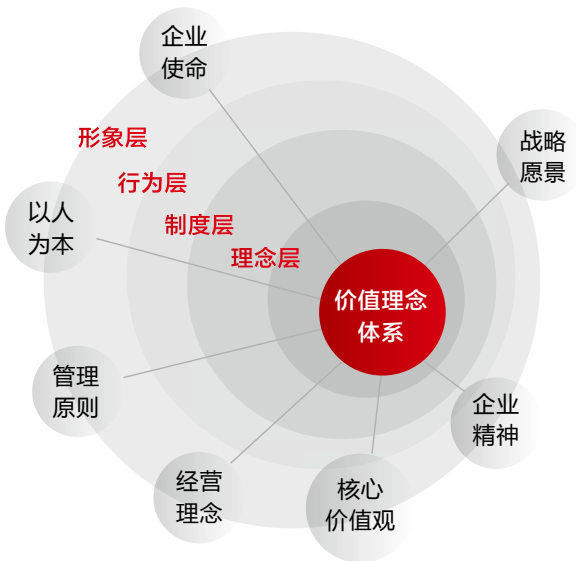 企业
使命
形象层
战略
愿景
行为层
以人
为本
制度层
理念层
价值理念
体系
管理
原则
企业
精神
经营
理念
核心
价值观